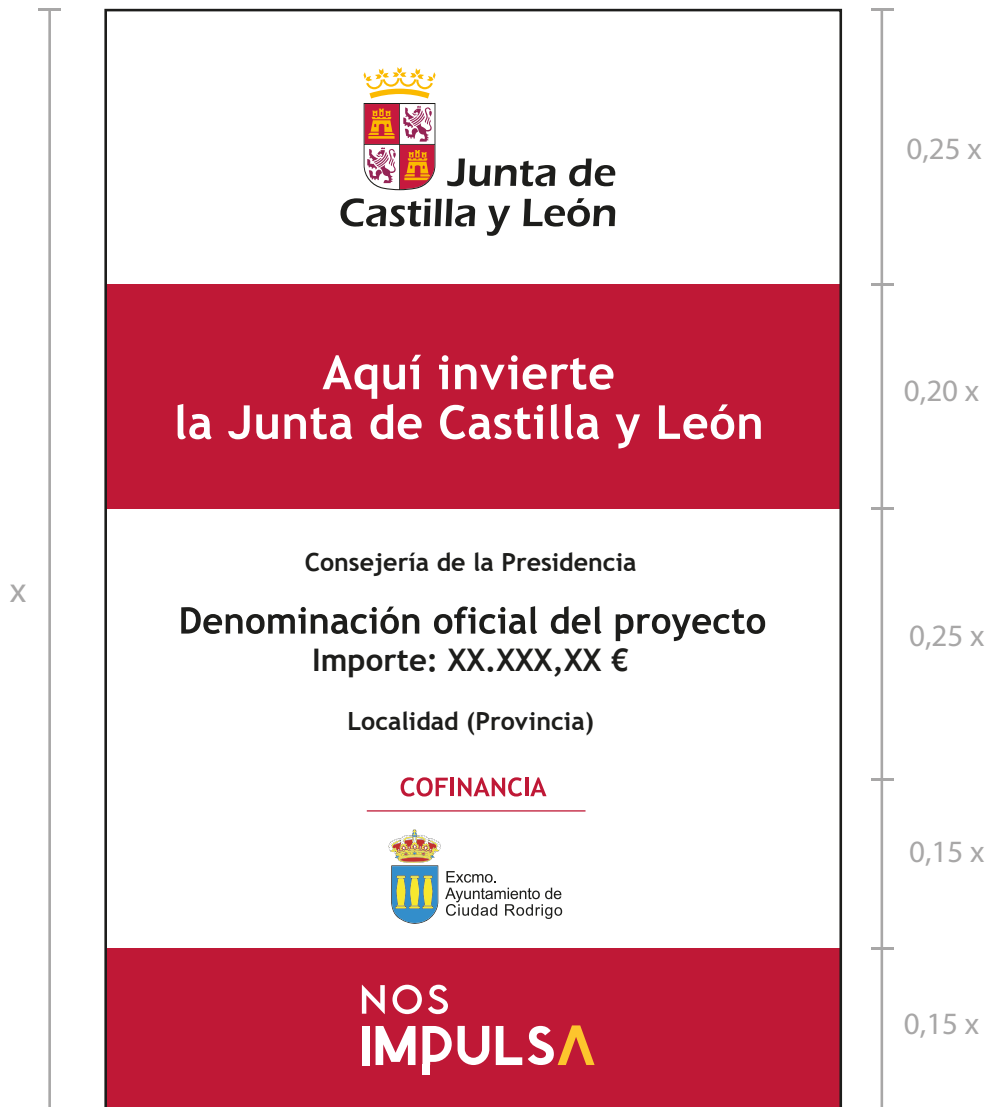 Junta de
Castilla y León
0,25 x
Aquí invierte
la Junta de Castilla y León
0,20 x
Consejería de la Presidencia
x
Denominación oficial del proyecto
Importe: XX.XXX,XX €
0,25 x
Localidad (Provincia)
COFINANCIA
Excmo.
Ayuntamiento de
Ciudad Rodrigo
0,15 x
NOS
IMPULSA
0,15 x